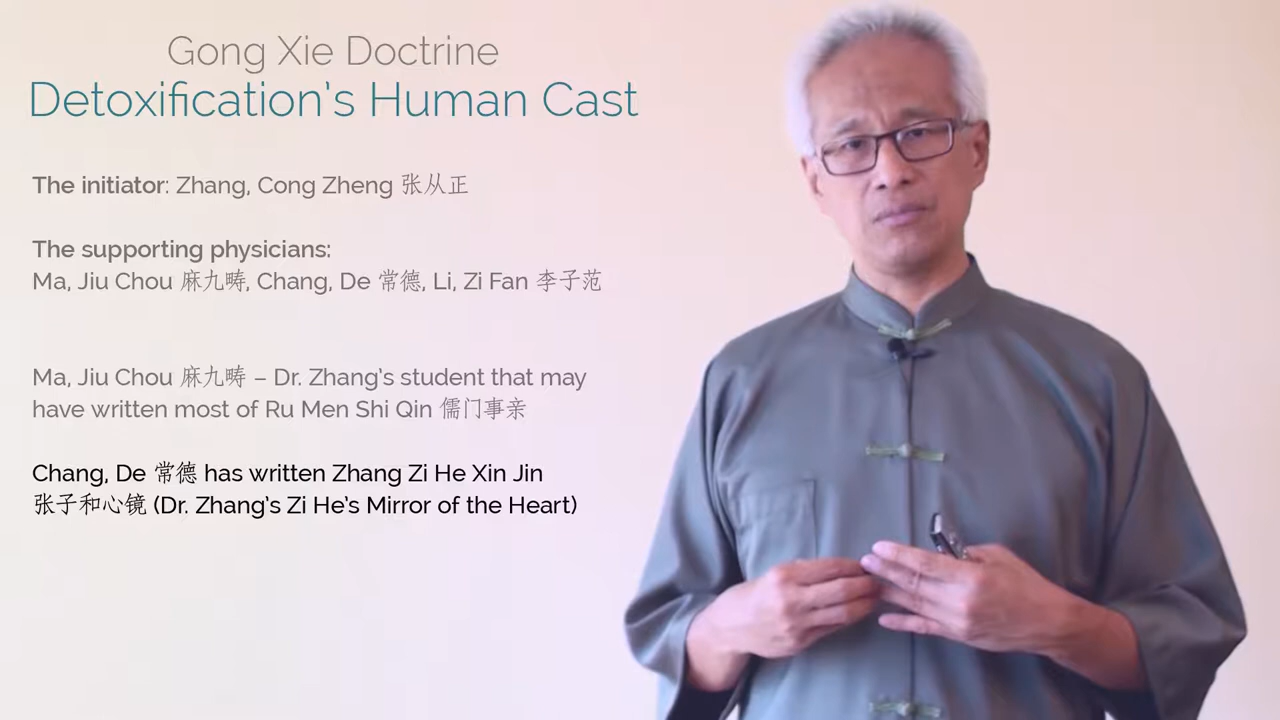 Gong Xie Doctrine
Detoxification's Human Cast
The initiator: Zhang, Cong Zheng 张从正
The supporting physicians:
Ma, Jiu Chou 麻九畴, Chang, De 常德, Li, Zi Fan 李子范
Ma, Jiu Chou 麻九畴 – Dr. Zhang's student that may
have written most of Ru Men Shi Qin 儒门事亲
Chang, De 常德 has written Zhang Zi He Xin Jin
张子和心镜 (Dr. Zhang's Zi He's Mirror of the Heart)